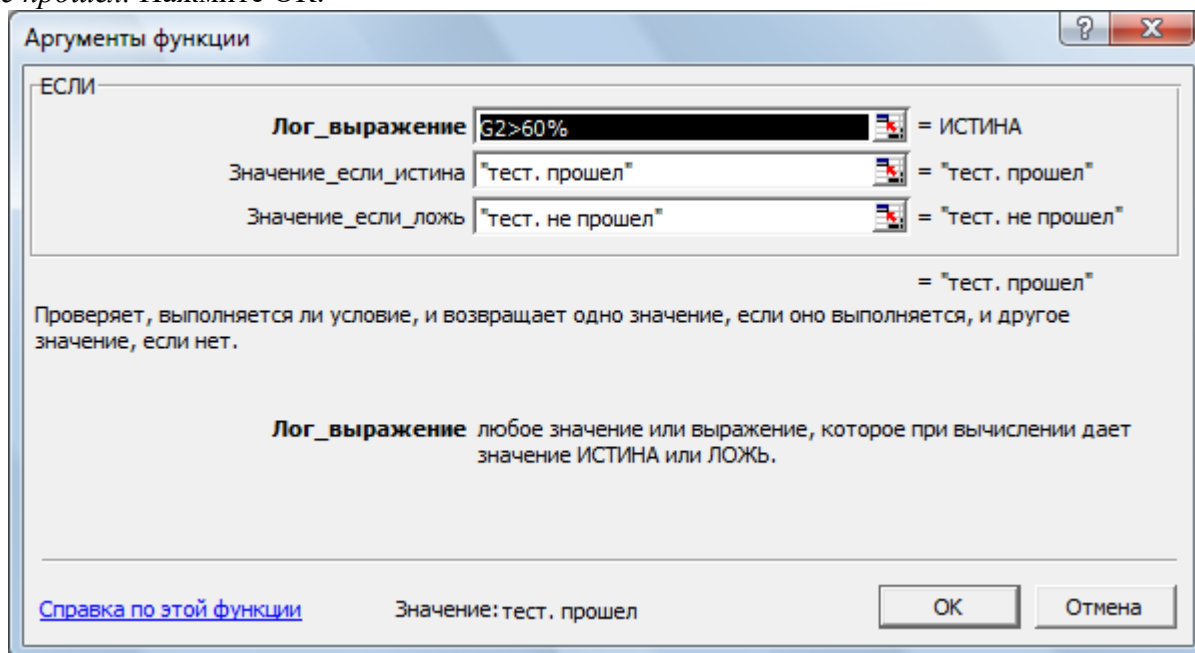 прошел. Нажмите ОК.
Аргументы функции
ЕСЛИ
Лог_выражение G2>60% = ИСТИНА
Значение_если_истина "тест. прошел" = "тест. прошел"
Значение_если_ложь "тест. не прошел" = "тест. не прошел"
= "тест. прошел"
Проверяет, выполняется ли условие, и возвращает одно значение, если оно выполняется, и другое
значение, если нет.
Лог_выражение любое значение или выражение, которое при вычислении дает
значение ИСТИНА или ЛОЖЬ.
Справка по этой функции Значение: тест. прошел ОК Отмена